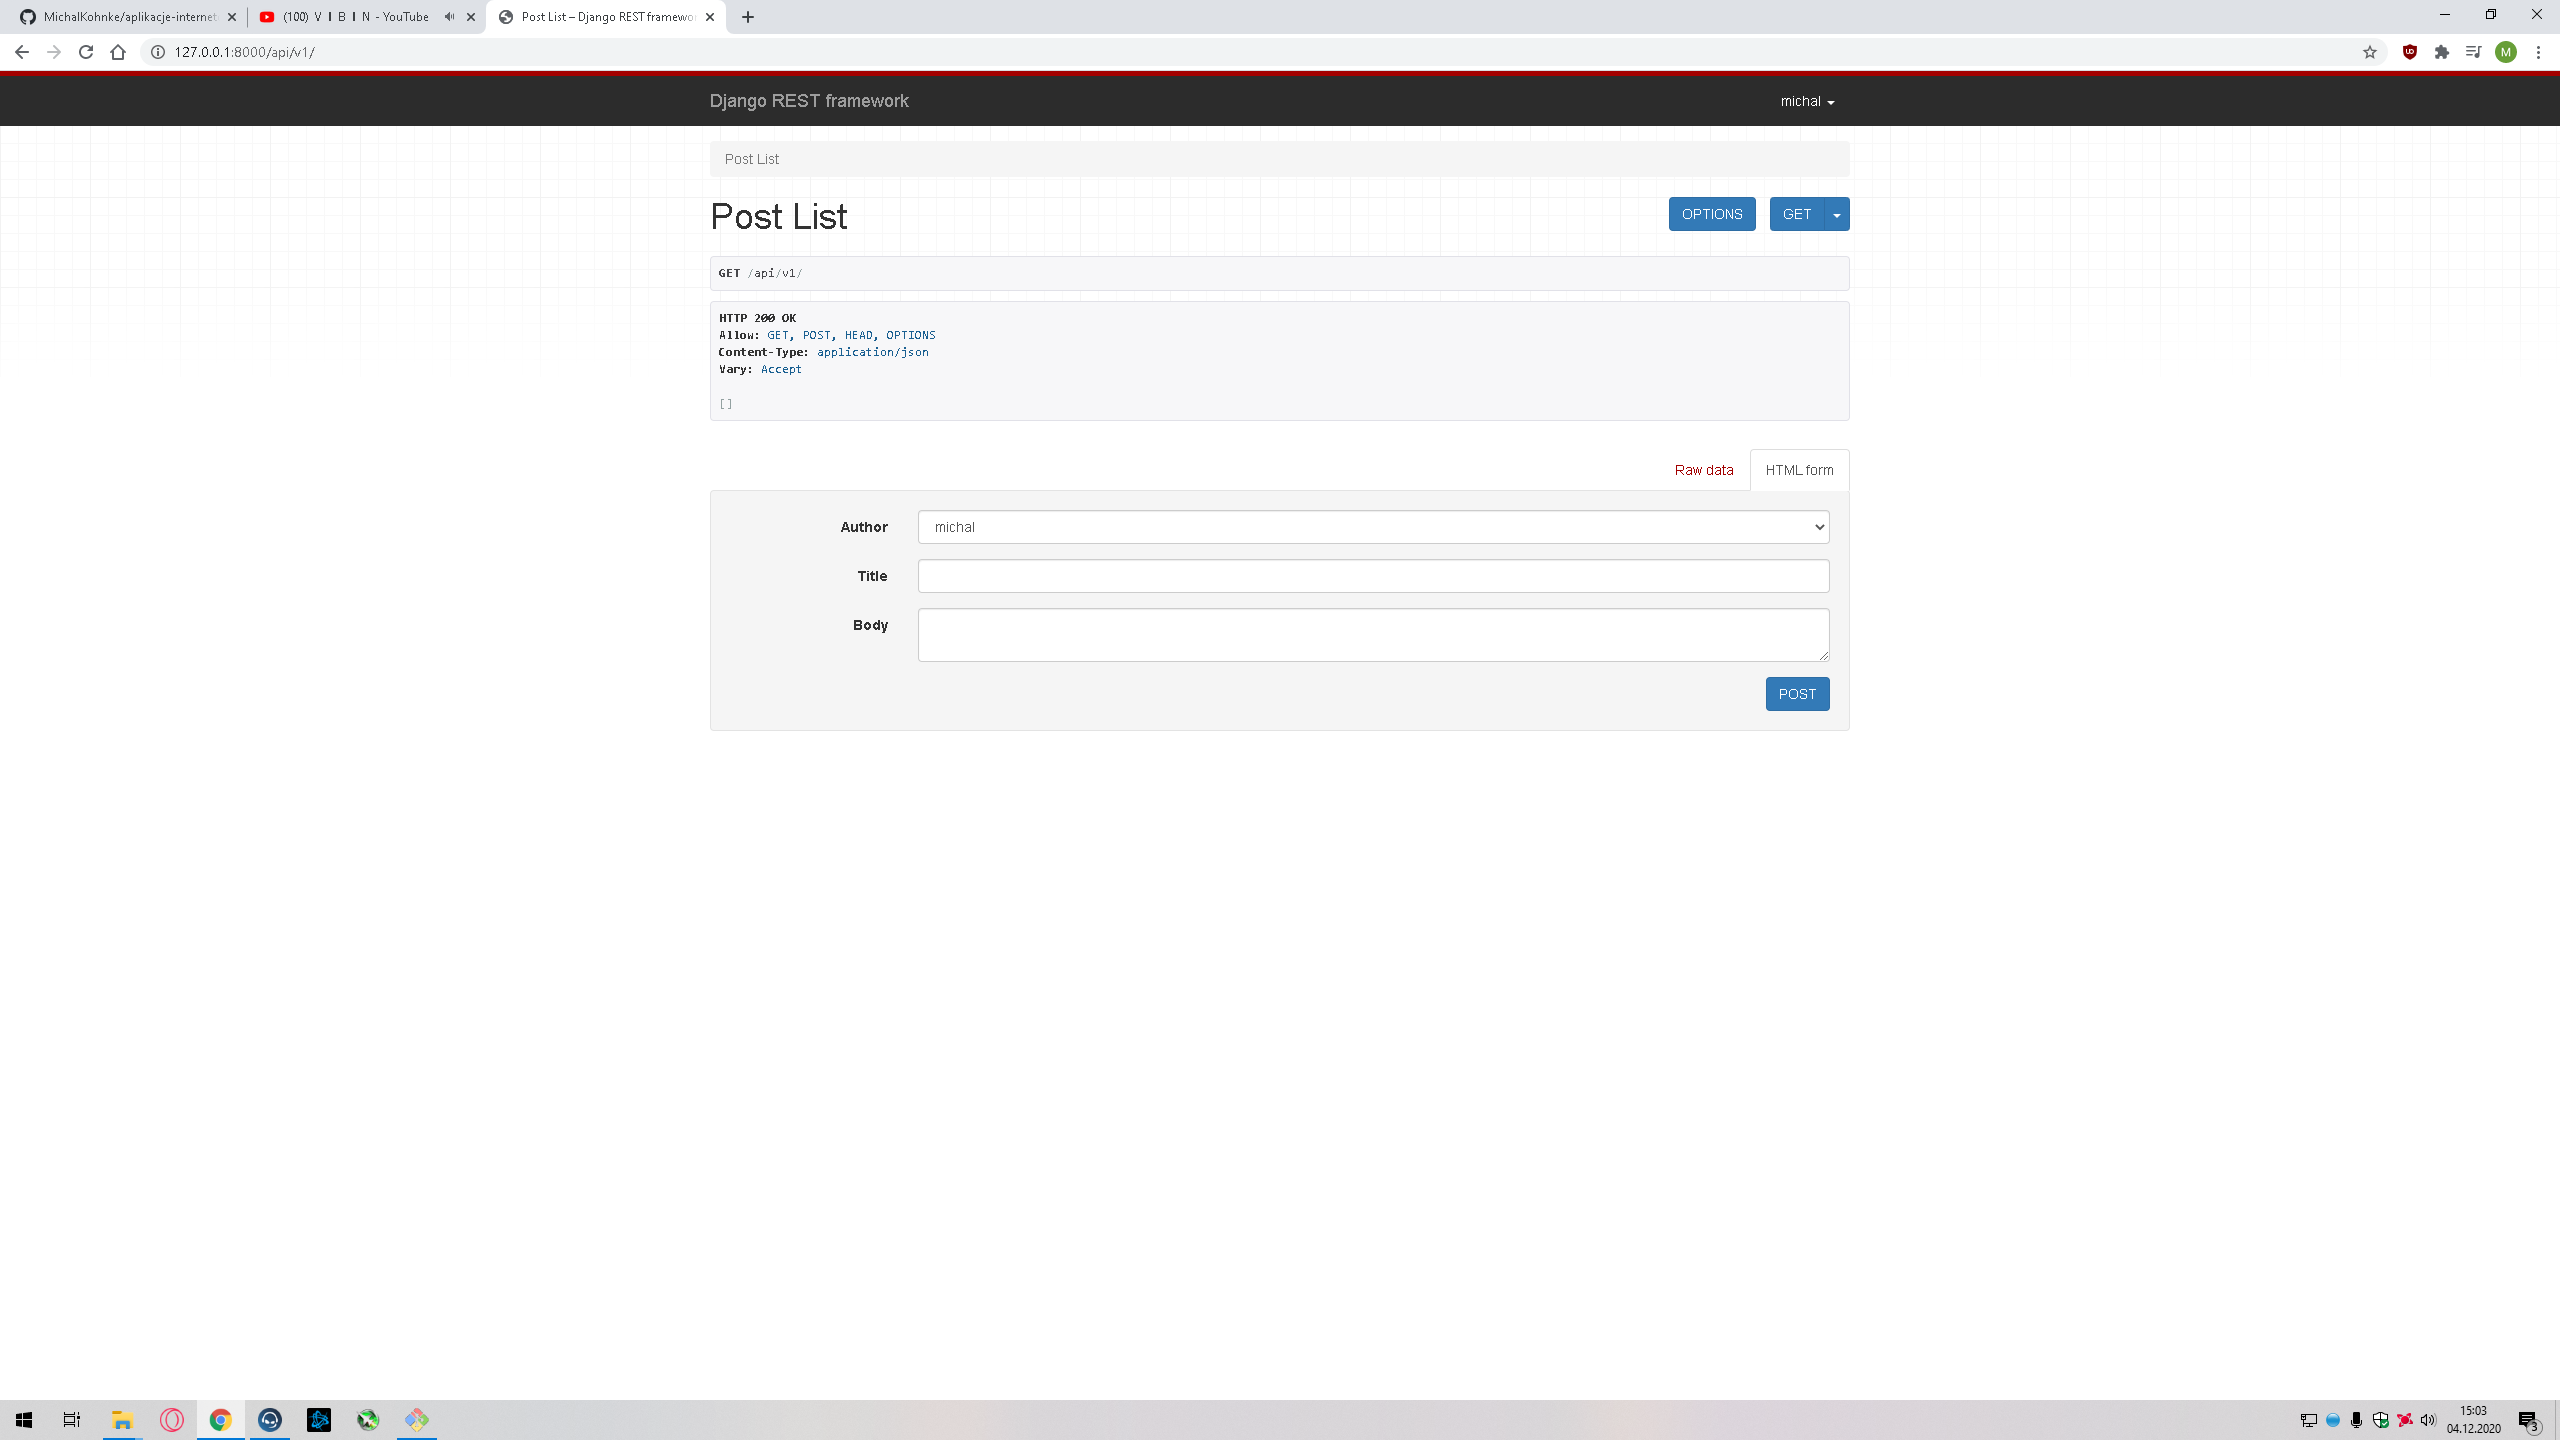 MichalKohnke/aplikacje-internet
(100) V I B I N - YouTube
Post List – Django REST framewor
127.0.0.1:8000/api/v1/
M
Django REST framework
michal
Post List
Post List
OPTIONS
GET
GET /api/v1/
HTTP 200 OK
Allow: GET, POST, HEAD, OPTIONS
Content-Type: application/json
Vary: Accept
[]
Raw data
HTML form
Author
michal
Title
Body
POST
15:03
04.12.2020
3